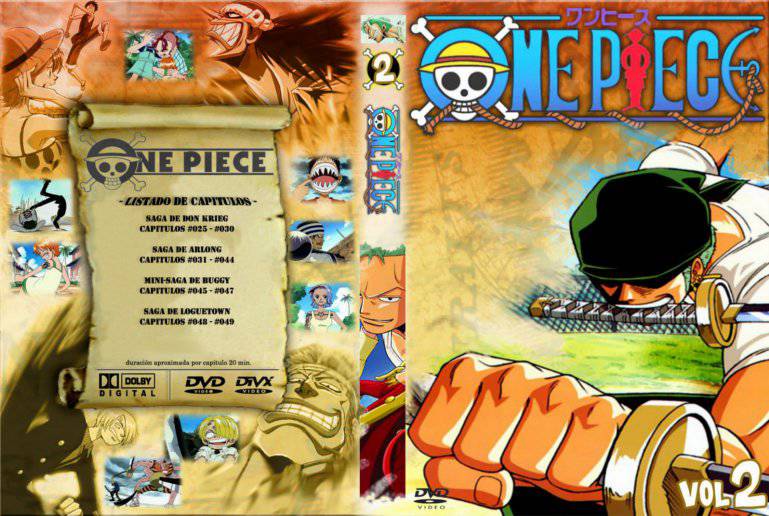 ONE PIECE
- LISTADO DE CAPITULOS -
SAGA DE DON KRIEG
CAPITULOS #025 - #030
SAGA DE ARLONG
CAPITULOS #031 - #044
MINI-SAGA DE BUGGY
CAPITULOS #045 - #047
SAGA DE LOGUETOWN
CAPITULOS #048 - #049
duración aproximada por capitulo 20 min.
DOLBY
DIGITAL
DVD
VIDEO
DIVX
VIDEO
2
ONE PIECE
ワンピース
ONE PIECE
DVD
VIDEO
VOL 2